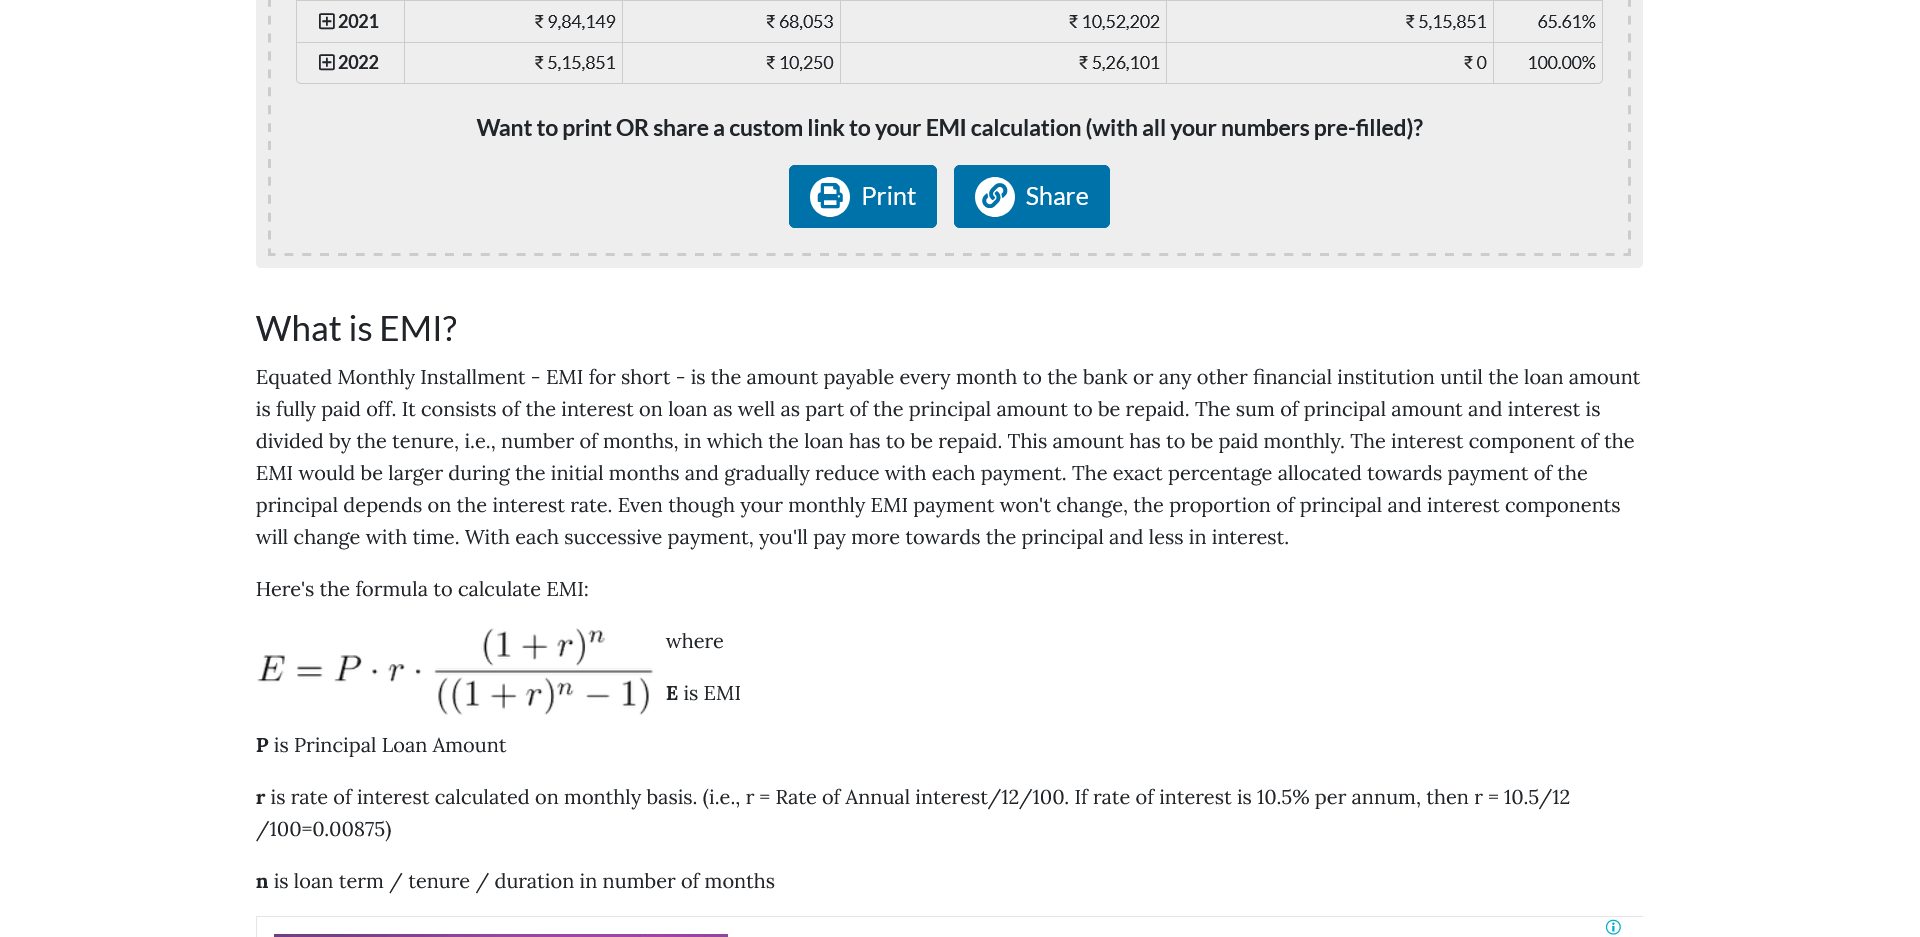 2021 ₹ 9,84,149 ₹ 68,053 ₹ 10,52,202 ₹ 5,15,851 65.61%
2022 ₹ 5,15,851 ₹ 10,250 ₹ 5,26,101 ₹ 0 100.00%
Want to print OR share a custom link to your EMI calculation (with all your numbers pre-filled)?
Print Share
What is EMI?
Equated Monthly Installment - EMI for short - is the amount payable every month to the bank or any other financial institution until the loan amount
is fully paid off. It consists of the interest on loan as well as part of the principal amount to be repaid. The sum of principal amount and interest is
divided by the tenure, i.e., number of months, in which the loan has to be repaid. This amount has to be paid monthly. The interest component of the
EMI would be larger during the initial months and gradually reduce with each payment. The exact percentage allocated towards payment of the
principal depends on the interest rate. Even though your monthly EMI payment won't change, the proportion of principal and interest components
will change with time. With each successive payment, you'll pay more towards the principal and less in interest.
Here's the formula to calculate EMI:
E = P · r · (1 + r)^n / ((1 + r)^n − 1)
where
E is EMI
P is Principal Loan Amount
r is rate of interest calculated on monthly basis. (i.e., r = Rate of Annual interest/12/100. If rate of interest is 10.5% per annum, then r = 10.5/12
/100=0.00875)
n is loan term / tenure / duration in number of months